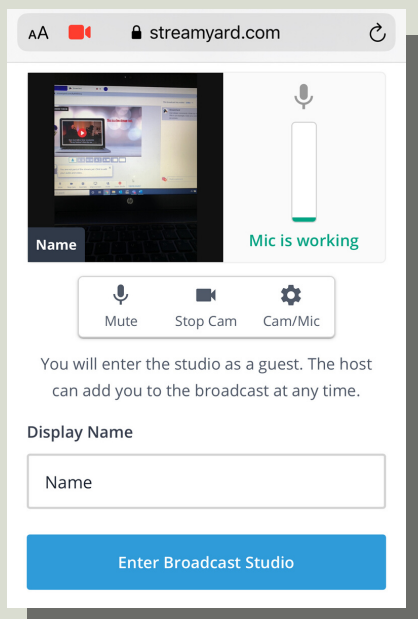 AA streamyard.com
Name
Mic is working
Mute Stop Cam Cam/Mic
You will enter the studio as a guest. The host
can add you to the broadcast at any time.
Display Name
Name
Enter Broadcast Studio